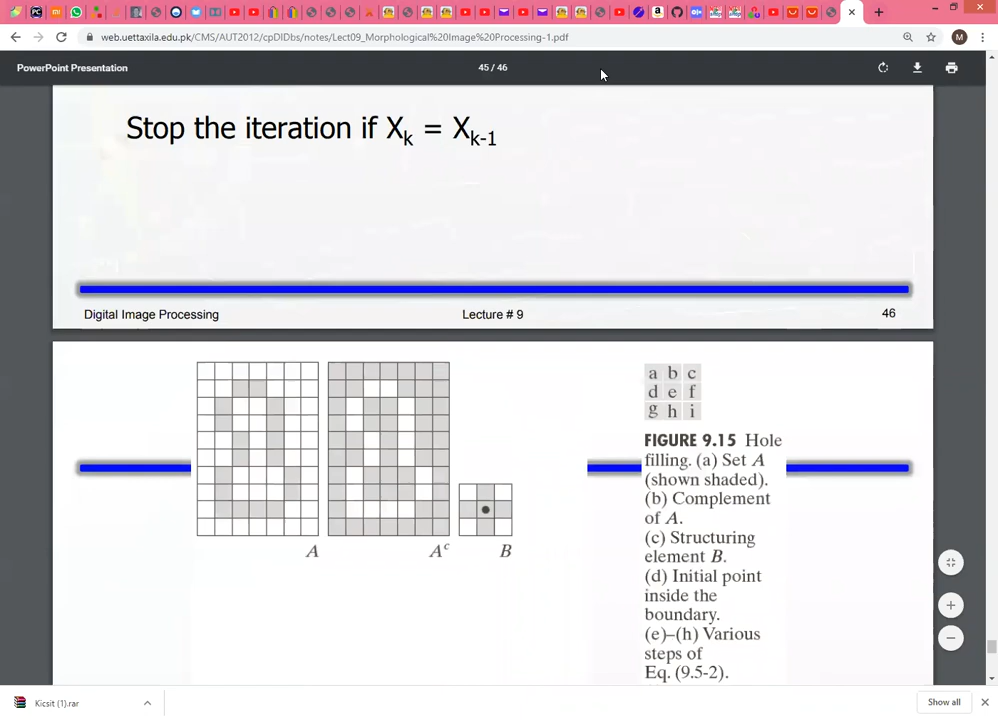 web.uettaxila.edu.pk/CMS/AUT2012/cpDIDbs/notes/Lect09_Morphological%20Image%20Processing-1.pdf
M
PowerPoint Presentation
45 / 46
Stop the iteration if Xk = Xk-1
Digital Image Processing
Lecture # 9
46
a b c
d e f
g h i
FIGURE 9.15 Hole
filling. (a) Set A
(shown shaded).
(b) Complement
of A.
(c) Structuring
element B.
(d) Initial point
inside the
boundary.
(e)–(h) Various
steps of
Eq. (9.5-2).
A
Ac
B
Kicsit (1).rar
Show all